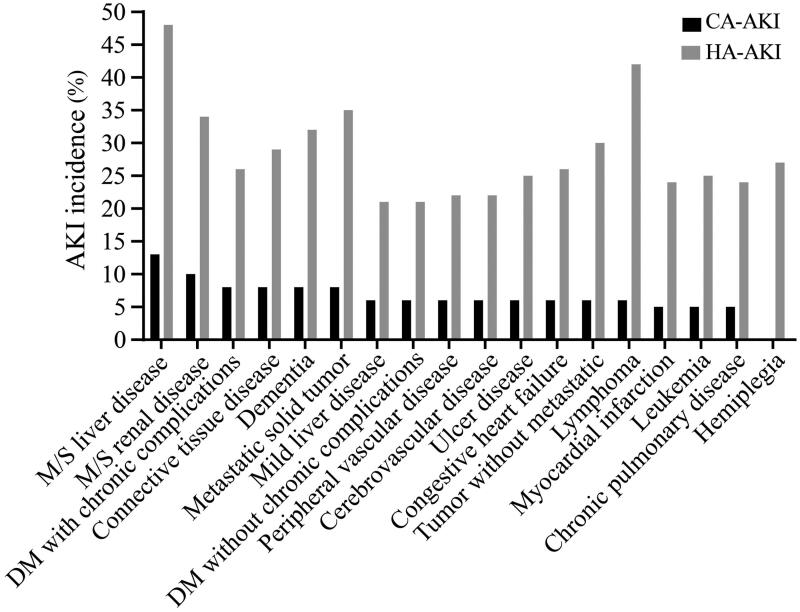 CA-AKI
HA-AKI
AKI incidence (%)
50
45
40
35
30
25
20
15
10
5
0
M/S liver disease
M/S renal disease
DM with chronic complications
Connective tissue disease
Dementia
Metastatic solid tumor
Mild liver disease
DM without chronic complications
Peripheral vascular disease
Cerebrovascular disease
Ulcer disease
Congestive heart failure
Tumor without metastatic
Lymphoma
Myocardial infarction
Leukemia
Chronic pulmonary disease
Hemiplegia